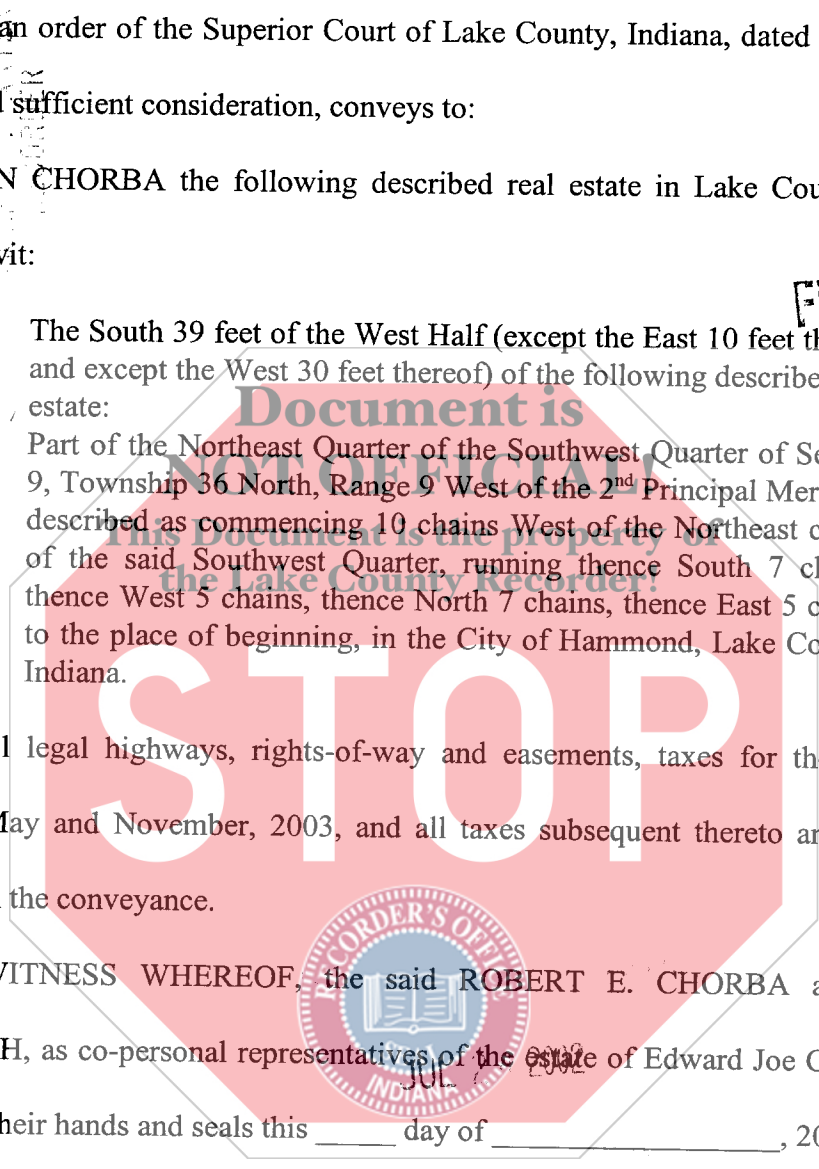 an order of the Superior Court of Lake County, Indiana, dated
sufficient consideration, conveys to:
N CHORBA the following described real estate in Lake Cou
vit:
The South 39 feet of the West Half (except the East 10 feet th
and except the West 30 feet thereof) of the following describe
estate:
Document is
Part of the Northeast Quarter of the Southwest Quarter of Se
NOT OFFICIAL!
9, Township 36 North, Range 9 West of the 2nd Principal Mer
described as commencing 10 chains West of the Northeast c
This Document is the property of
of the said Southwest Quarter, running thence South 7 ch
the Lake County Recorder!
thence West 5 chains, thence North 7 chains, thence East 5 c
to the place of beginning, in the City of Hammond, Lake Co
Indiana.
STOP
l legal highways, rights-of-way and easements, taxes for th
May and November, 2003, and all taxes subsequent thereto an
the conveyance.
RECORDER'S OFFICE
VITNESS WHEREOF, the said ROBERT E. CHORBA a
SEAL
H, as co-personal representatives of the estate of Edward Joe C
JUL 2002
INDIANA
heir hands and seals this _____ day of ____________________, 20